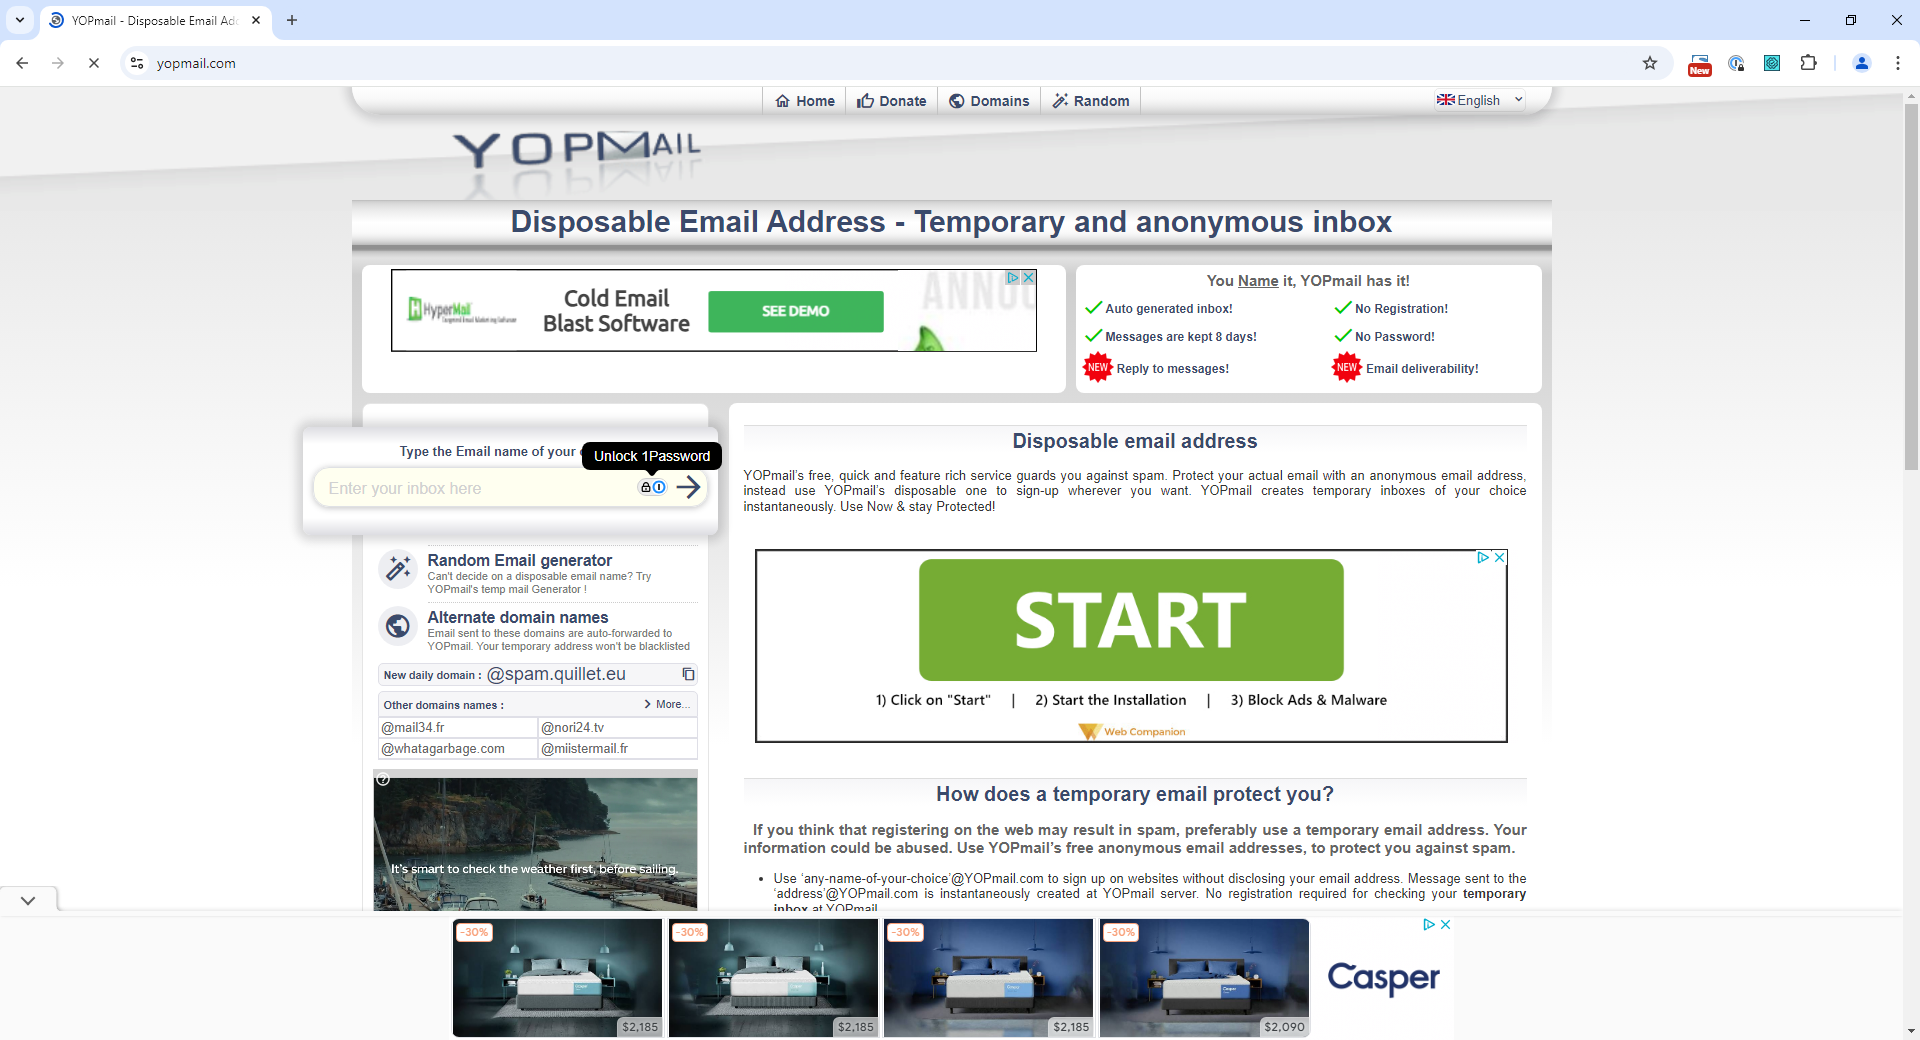 YOPmail - Disposable Email Add
yopmail.com
New
Home
Donate
Domains
Random
English
YOPMAIL
Disposable Email Address - Temporary and anonymous inbox
HyperMail
Cold Email
Blast Software
SEE DEMO
ANNOU
You Name it, YOPmail has it!
Auto generated inbox!
No Registration!
Messages are kept 8 days!
No Password!
NEW Reply to messages!
NEW Email deliverability!
Type the Email name of your
Unlock 1Password
Enter your inbox here
Random Email generator
Can't decide on a disposable email name? Try
YOPmail's temp mail Generator !
Alternate domain names
Email sent to these domains are auto-forwarded to
YOPmail. Your temporary address won't be blacklisted
New daily domain : @spam.quillet.eu
Other domains names :
More...
@mail34.fr
@nori24.tv
@whatagarbage.com
@miistermail.fr
It's smart to check the weather first, before sailing.
Disposable email address
YOPmail's free, quick and feature rich service guards you against spam. Protect your actual email with an anonymous email address,
instead use YOPmail's disposable one to sign-up wherever you want. YOPmail creates temporary inboxes of your choice
instantaneously. Use Now & stay Protected!
START
1) Click on "Start" | 2) Start the Installation | 3) Block Ads & Malware
Web Companion
How does a temporary email protect you?
If you think that registering on the web may result in spam, preferably use a temporary email address. Your
information could be abused. Use YOPmail's free anonymous email addresses, to protect you against spam.
• Use ‘any-name-of-your-choice’@YOPmail.com to sign up on websites without disclosing your email address. Message sent to the
‘address’@YOPmail.com is instantaneously created at YOPmail server. No registration required for checking your temporary
inbox at YOPmail
-30%
-30%
-30%
-30%
$2,185
$2,185
$2,185
$2,090
Casper